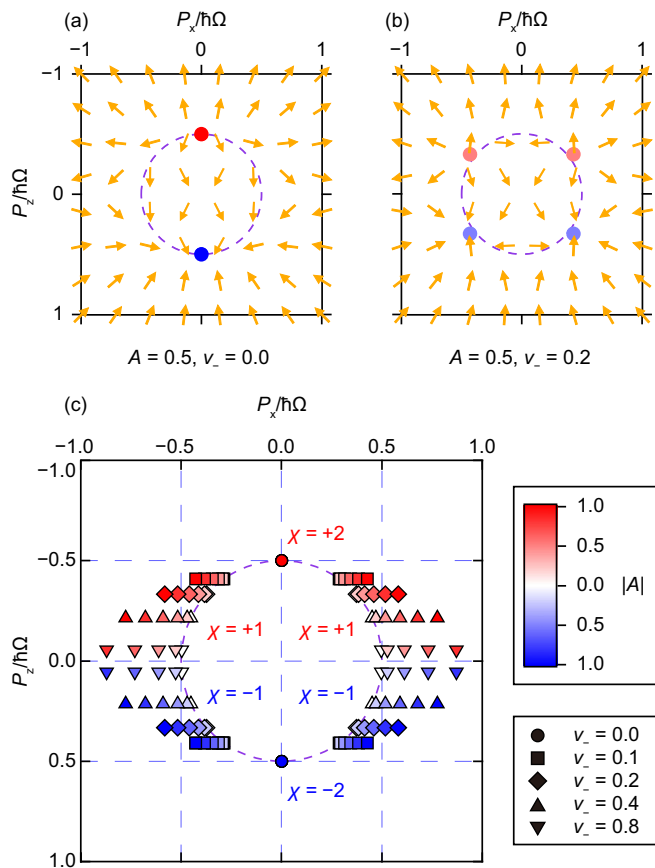 (a)
P_x/ħΩ
(b)
P_x/ħΩ
−1
0
1
−1
0
1
−1
P_z/ħΩ
0
1
A = 0.5, v_− = 0.0
A = 0.5, v_− = 0.2
(c)
P_x/ħΩ
−1.0
−0.5
0.0
0.5
1.0
−1.0
χ = +2
−0.5
χ = +1
χ = +1
P_z/ħΩ
0.0
χ = −1
χ = −1
0.5
χ = −2
1.0
1.0
0.5
0.0
|A|
0.5
1.0
v_− = 0.0
v_− = 0.1
v_− = 0.2
v_− = 0.4
v_− = 0.8